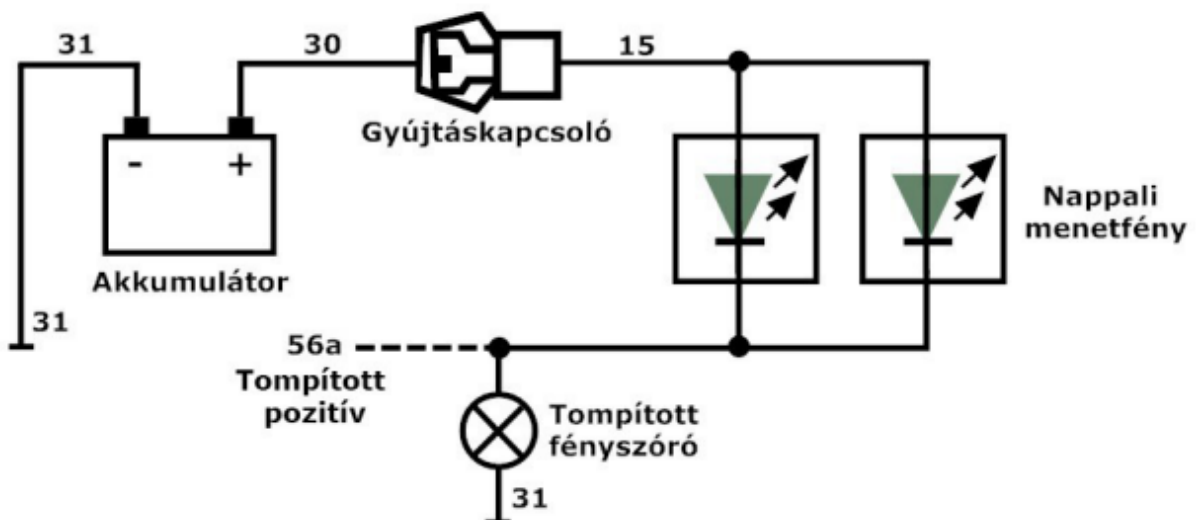 31
30
15
Gyújtáskapcsoló
- +
Akkumulátor
Nappali
menetfény
31
56a
Tompított
pozitív
Tompított
fényszóró
31